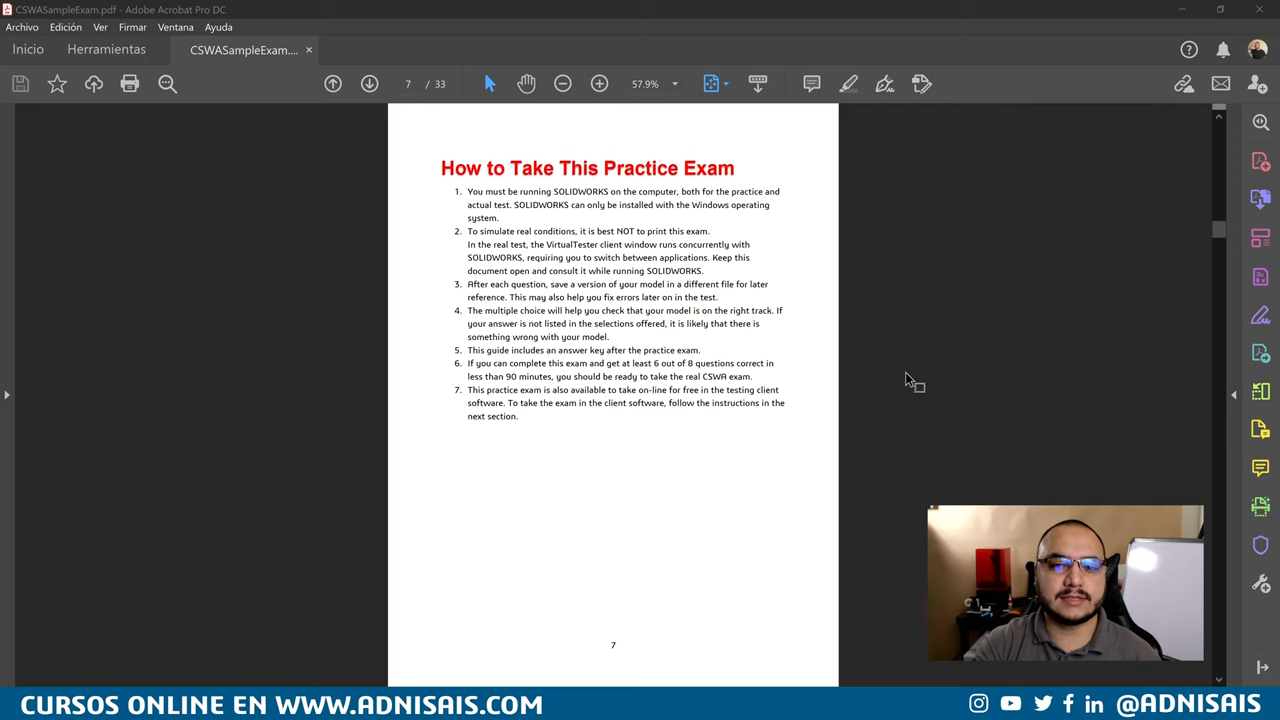 CSWASampleExam.pdf - Adobe Acrobat Pro DC
Archivo Edición Ver Firmar Ventana Ayuda
Inicio Herramientas CSWASampleExam.... ×
7 / 33 57.9%
How to Take This Practice Exam
1. You must be running SOLIDWORKS on the computer, both for the practice and
actual test. SOLIDWORKS can only be installed with the Windows operating
system.
2. To simulate real conditions, it is best NOT to print this exam.
In the real test, the VirtualTester client window runs concurrently with
SOLIDWORKS, requiring you to switch between applications. Keep this
document open and consult it while running SOLIDWORKS.
3. After each question, save a version of your model in a different file for later
reference. This may also help you fix errors later on in the test.
4. The multiple choice will help you check that your model is on the right track. If
your answer is not listed in the selections offered, it is likely that there is
something wrong with your model.
5. This guide includes an answer key after the practice exam.
6. If you can complete this exam and get at least 6 out of 8 questions correct in
less than 90 minutes, you should be ready to take the real CSWA exam.
7. This practice exam is also available to take on-line for free in the testing client
software. To take the exam in the client software, follow the instructions in the
next section.
7
CURSOS ONLINE EN WWW.ADNISAIS.COM
@ADNISAIS